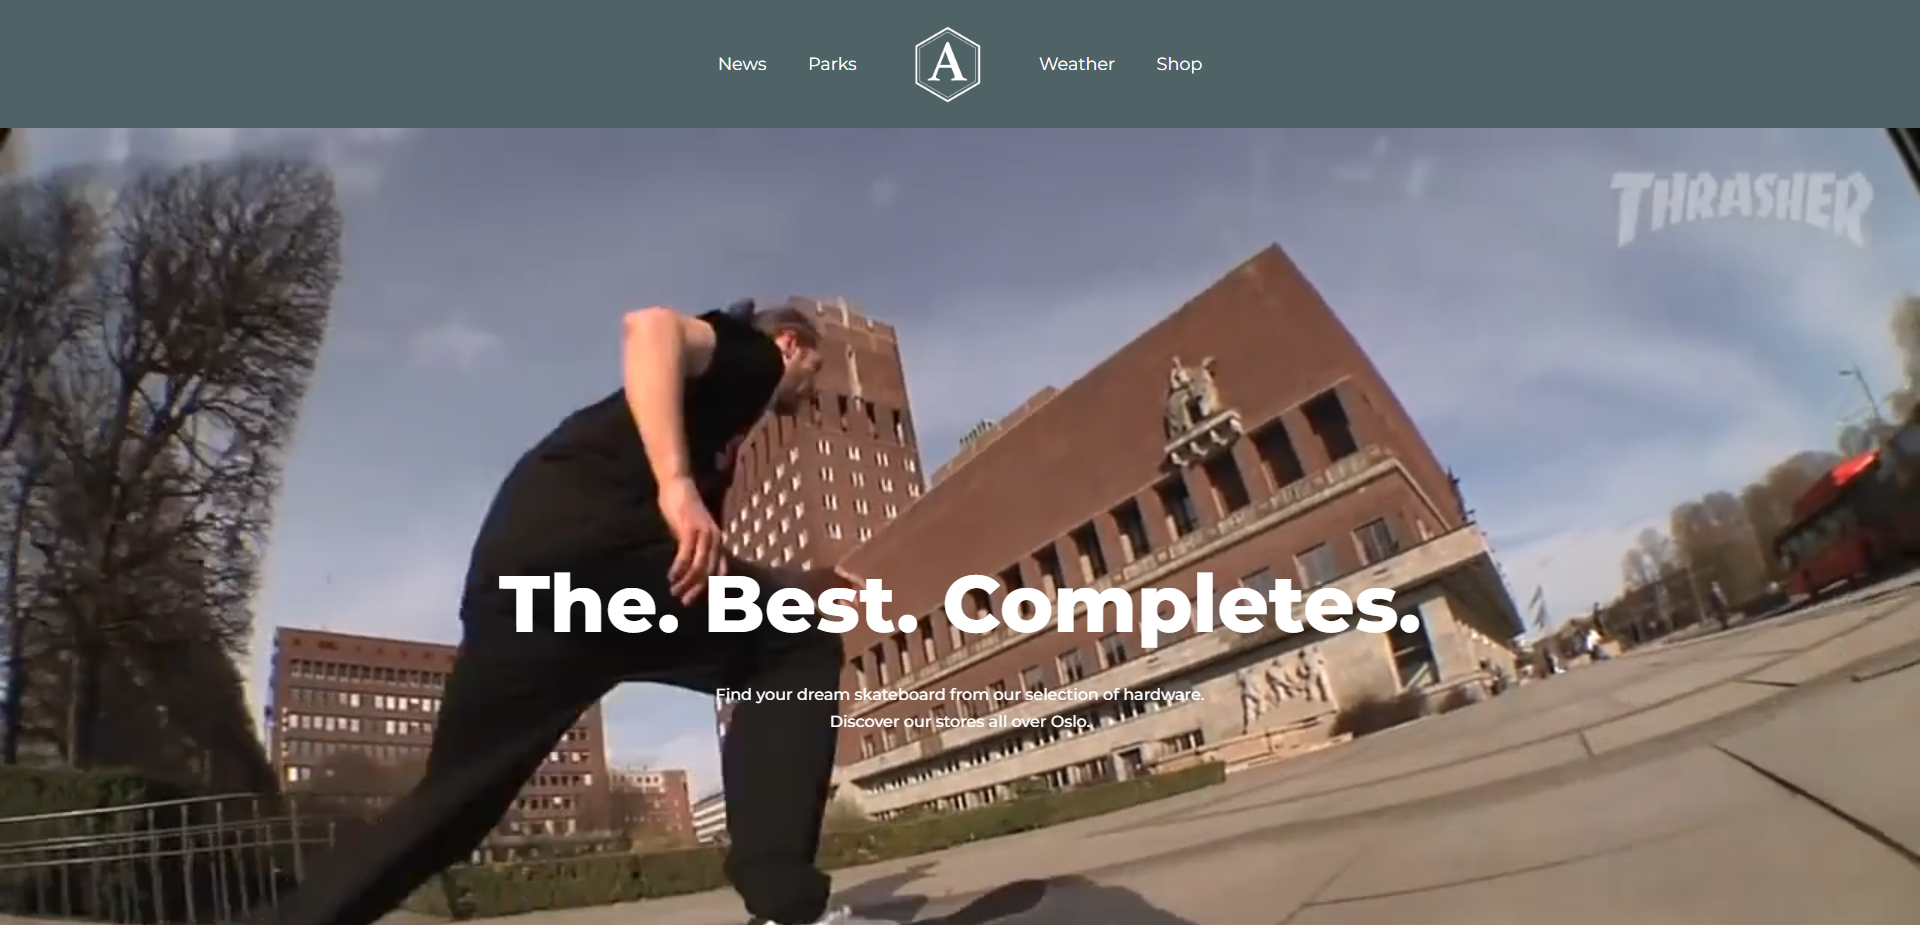 News Parks A Weather Shop
THRASHER
The. Best. Completes.
Find your dream skateboard from our selection of hardware.
Discover our stores all over Oslo.